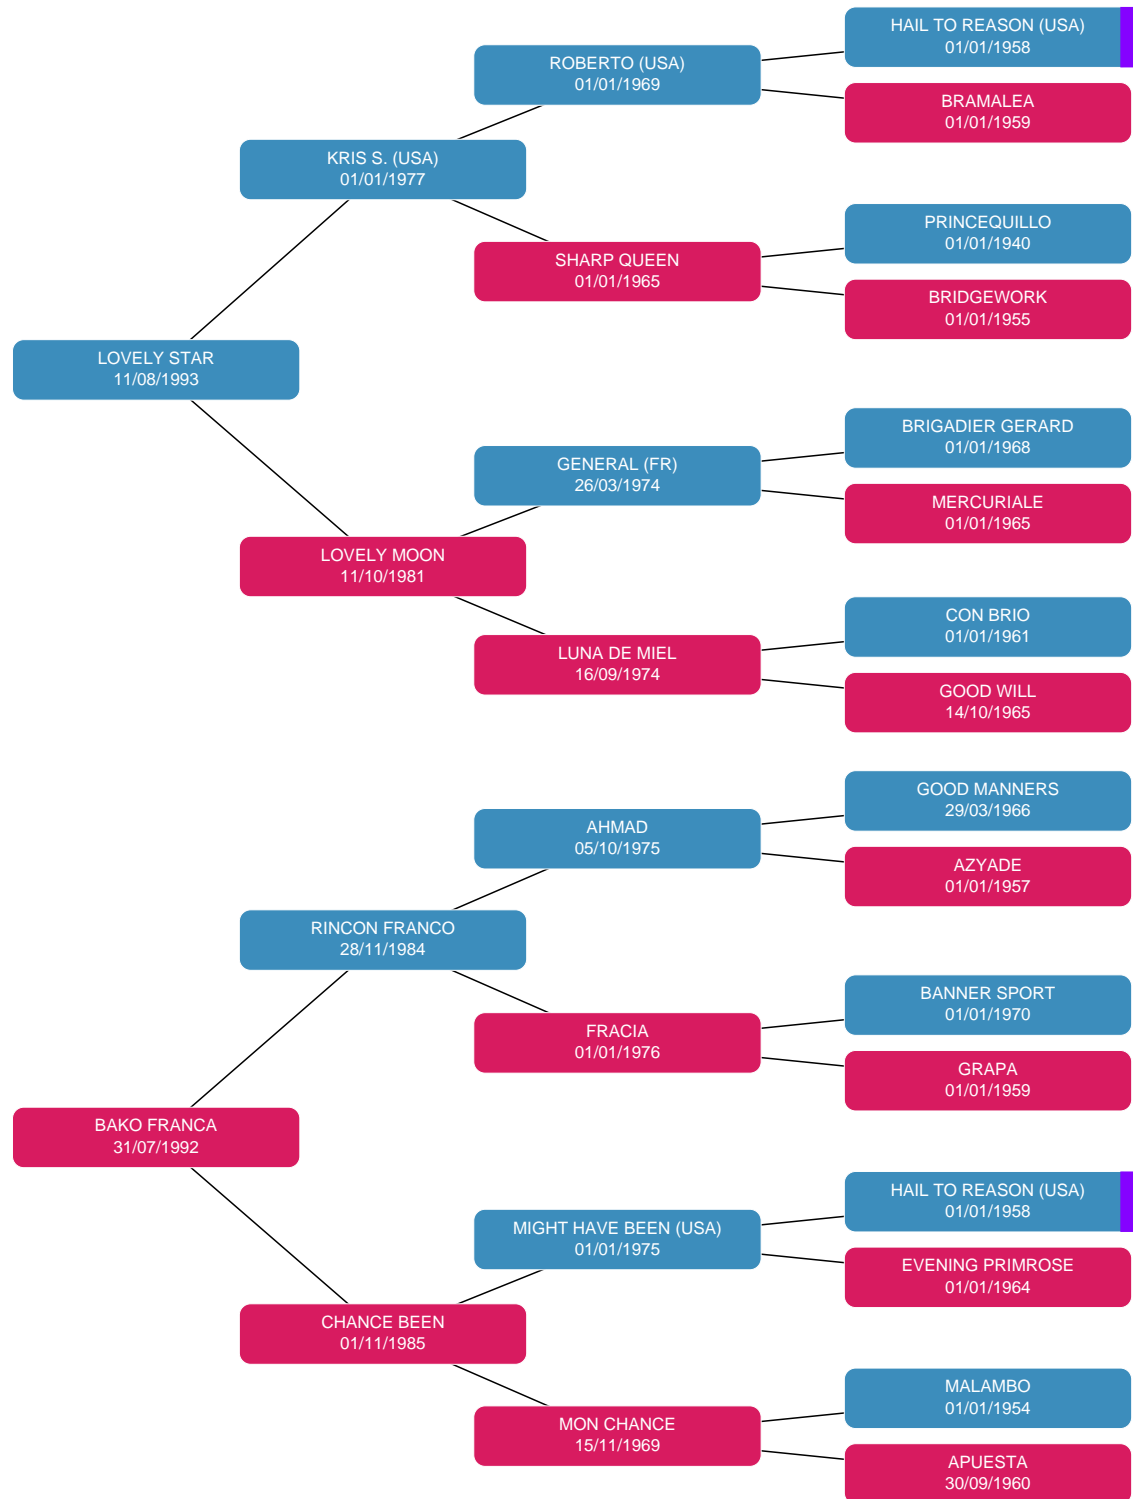 HAIL TO REASON (USA)
01/01/1958
ROBERTO (USA)
01/01/1969
BRAMALEA
01/01/1959
KRIS S. (USA)
01/01/1977
PRINCEQUILLO
01/01/1940
SHARP QUEEN
01/01/1965
BRIDGEWORK
01/01/1955
LOVELY STAR
11/08/1993
BRIGADIER GERARD
01/01/1968
GENERAL (FR)
26/03/1974
MERCURIALE
01/01/1965
LOVELY MOON
11/10/1981
CON BRIO
01/01/1961
LUNA DE MIEL
16/09/1974
GOOD WILL
14/10/1965
GOOD MANNERS
29/03/1966
AHMAD
05/10/1975
AZYADE
01/01/1957
RINCON FRANCO
28/11/1984
BANNER SPORT
01/01/1970
FRACIA
01/01/1976
GRAPA
01/01/1959
BAKO FRANCA
31/07/1992
HAIL TO REASON (USA)
01/01/1958
MIGHT HAVE BEEN (USA)
01/01/1975
EVENING PRIMROSE
01/01/1964
CHANCE BEEN
01/11/1985
MALAMBO
01/01/1954
MON CHANCE
15/11/1969
APUESTA
30/09/1960